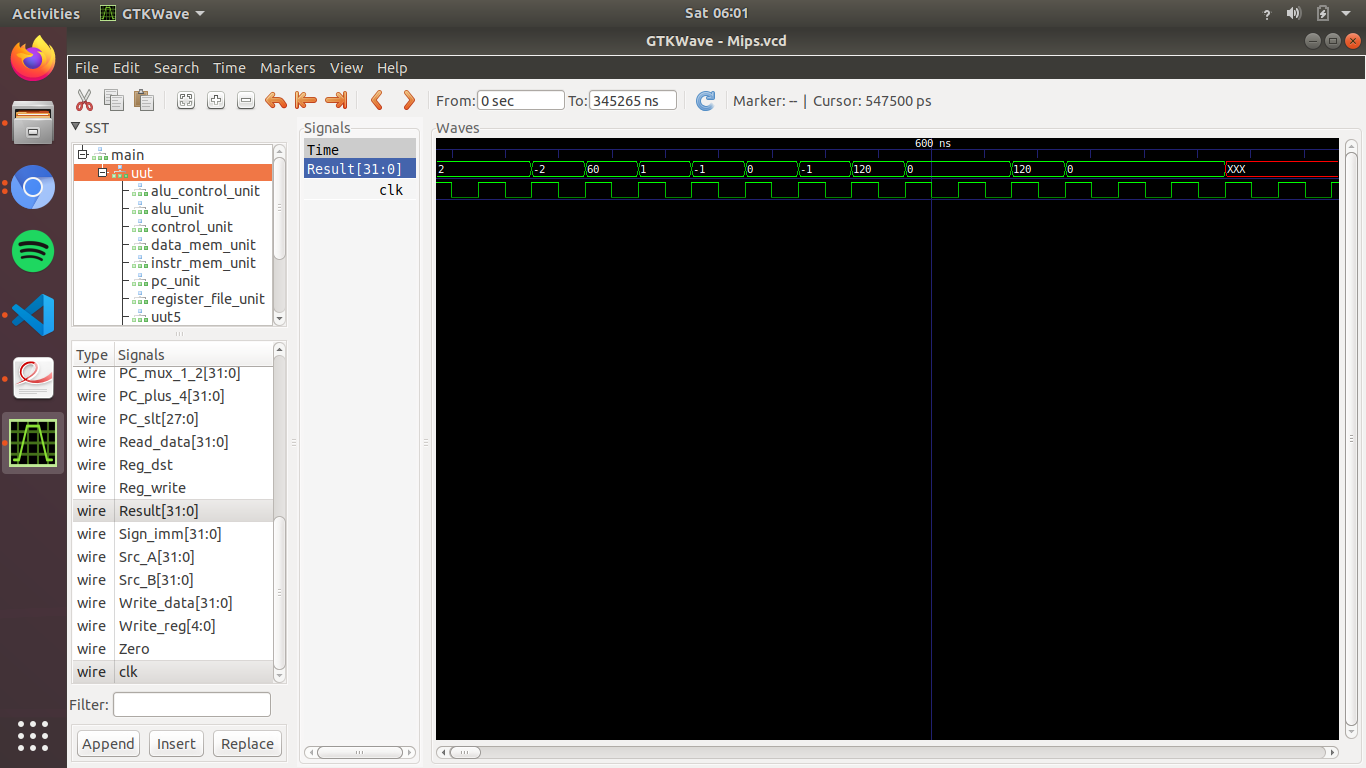 Activities GTKWave Sat 06:01
GTKWave - Mips.vcd
File Edit Search Time Markers View Help
From: 0 sec To: 345265 ns Marker: -- | Cursor: 547500 ps
SST
main
uut
alu_control_unit
alu_unit
control_unit
data_mem_unit
instr_mem_unit
pc_unit
register_file_unit
uut5
Type Signals
wire PC_mux_1_2[31:0]
wire PC_plus_4[31:0]
wire PC_slt[27:0]
wire Read_data[31:0]
wire Reg_dst
wire Reg_write
wire Result[31:0]
wire Sign_imm[31:0]
wire Src_A[31:0]
wire Src_B[31:0]
wire Write_data[31:0]
wire Write_reg[4:0]
wire Zero
wire clk
Filter:
Append Insert Replace
Signals
Time
Result[31:0]
clk
Waves
600 ns
2 -2 60 1 -1 0 -1 120 0 120 0 XXX